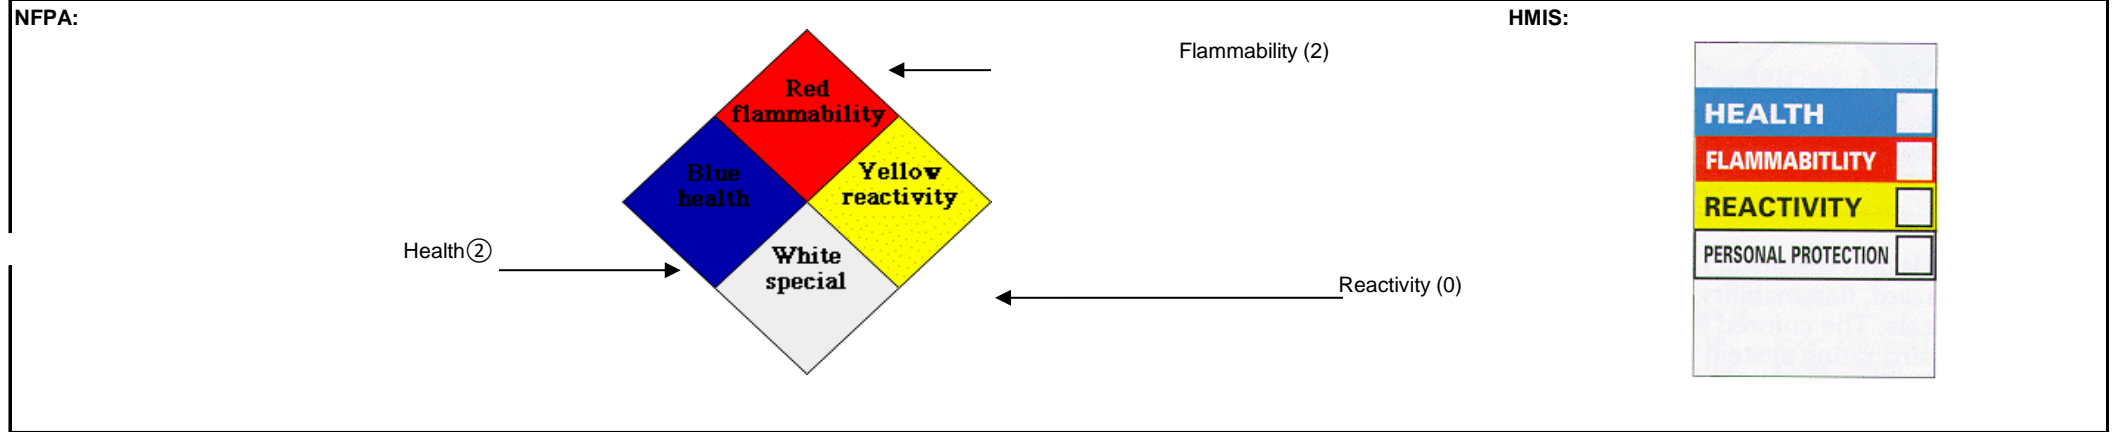 NFPA:
HMIS:
Flammability (2)
Red
flammability
Blue
health
Yellow
reactivity
White
special
Health②
Reactivity (0)
HEALTH
FLAMMABITLITY
REACTIVITY
PERSONAL PROTECTION